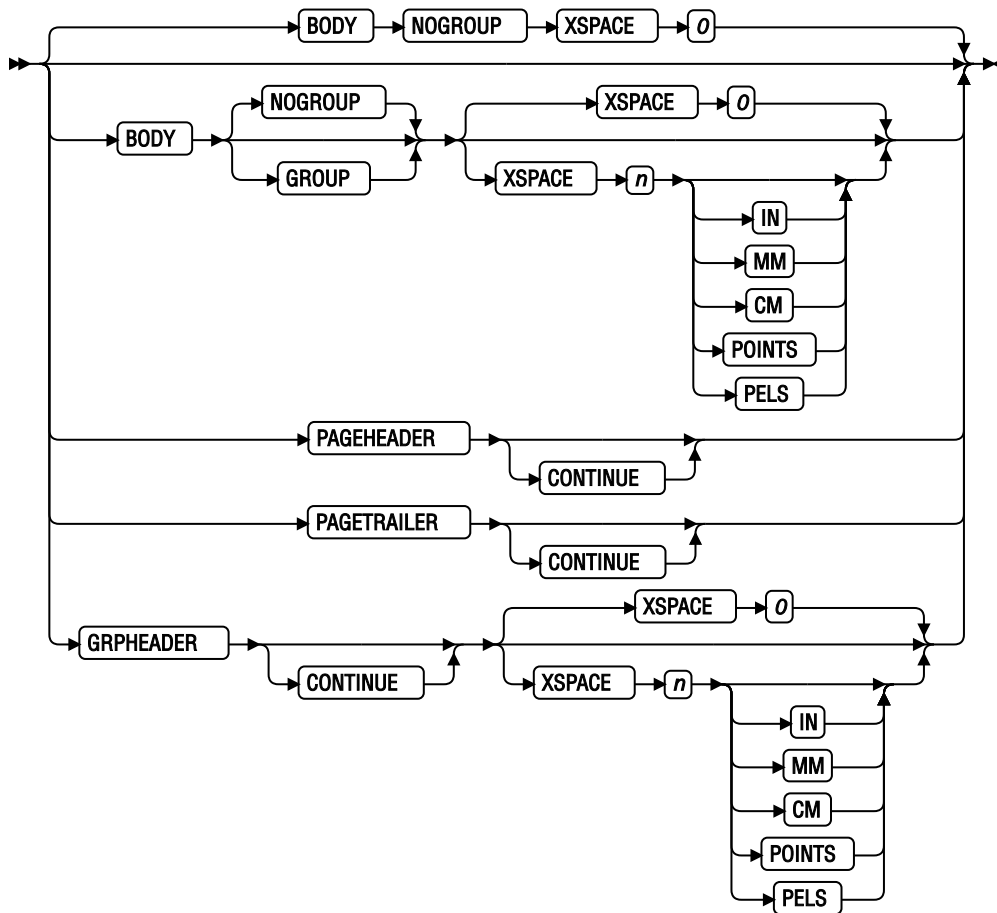 BODY NOGROUP XSPACE 0
NOGROUP XSPACE 0
BODY
GROUP XSPACE n
IN
MM
CM
POINTS
PELS
PAGEHEADER
CONTINUE
PAGETRAILER
CONTINUE
XSPACE 0
GRPHEADER
CONTINUE XSPACE n
IN
MM
CM
POINTS
PELS